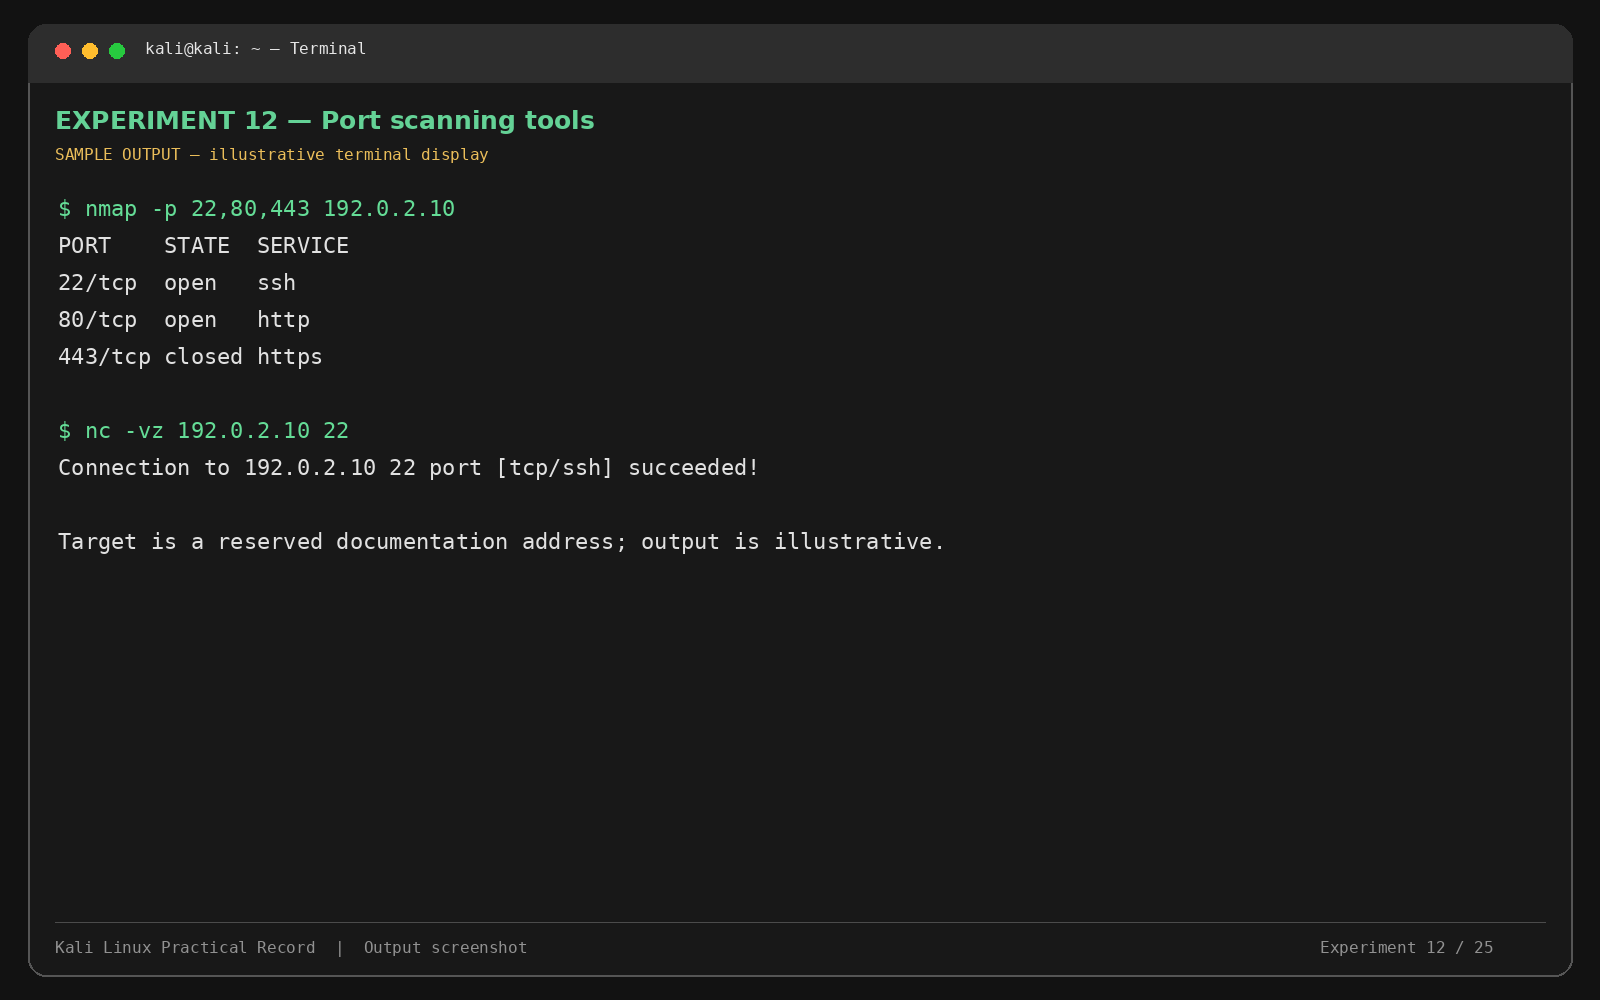 kali@kali: ~ — Terminal
EXPERIMENT 12 — Port scanning tools
SAMPLE OUTPUT — illustrative terminal display
$ nmap -p 22,80,443 192.0.2.10
PORT    STATE  SERVICE
22/tcp  open   ssh
80/tcp  open   http
443/tcp closed https
$ nc -vz 192.0.2.10 22
Connection to 192.0.2.10 22 port [tcp/ssh] succeeded!
Target is a reserved documentation address; output is illustrative.
Kali Linux Practical Record  |  Output screenshot
Experiment 12 / 25